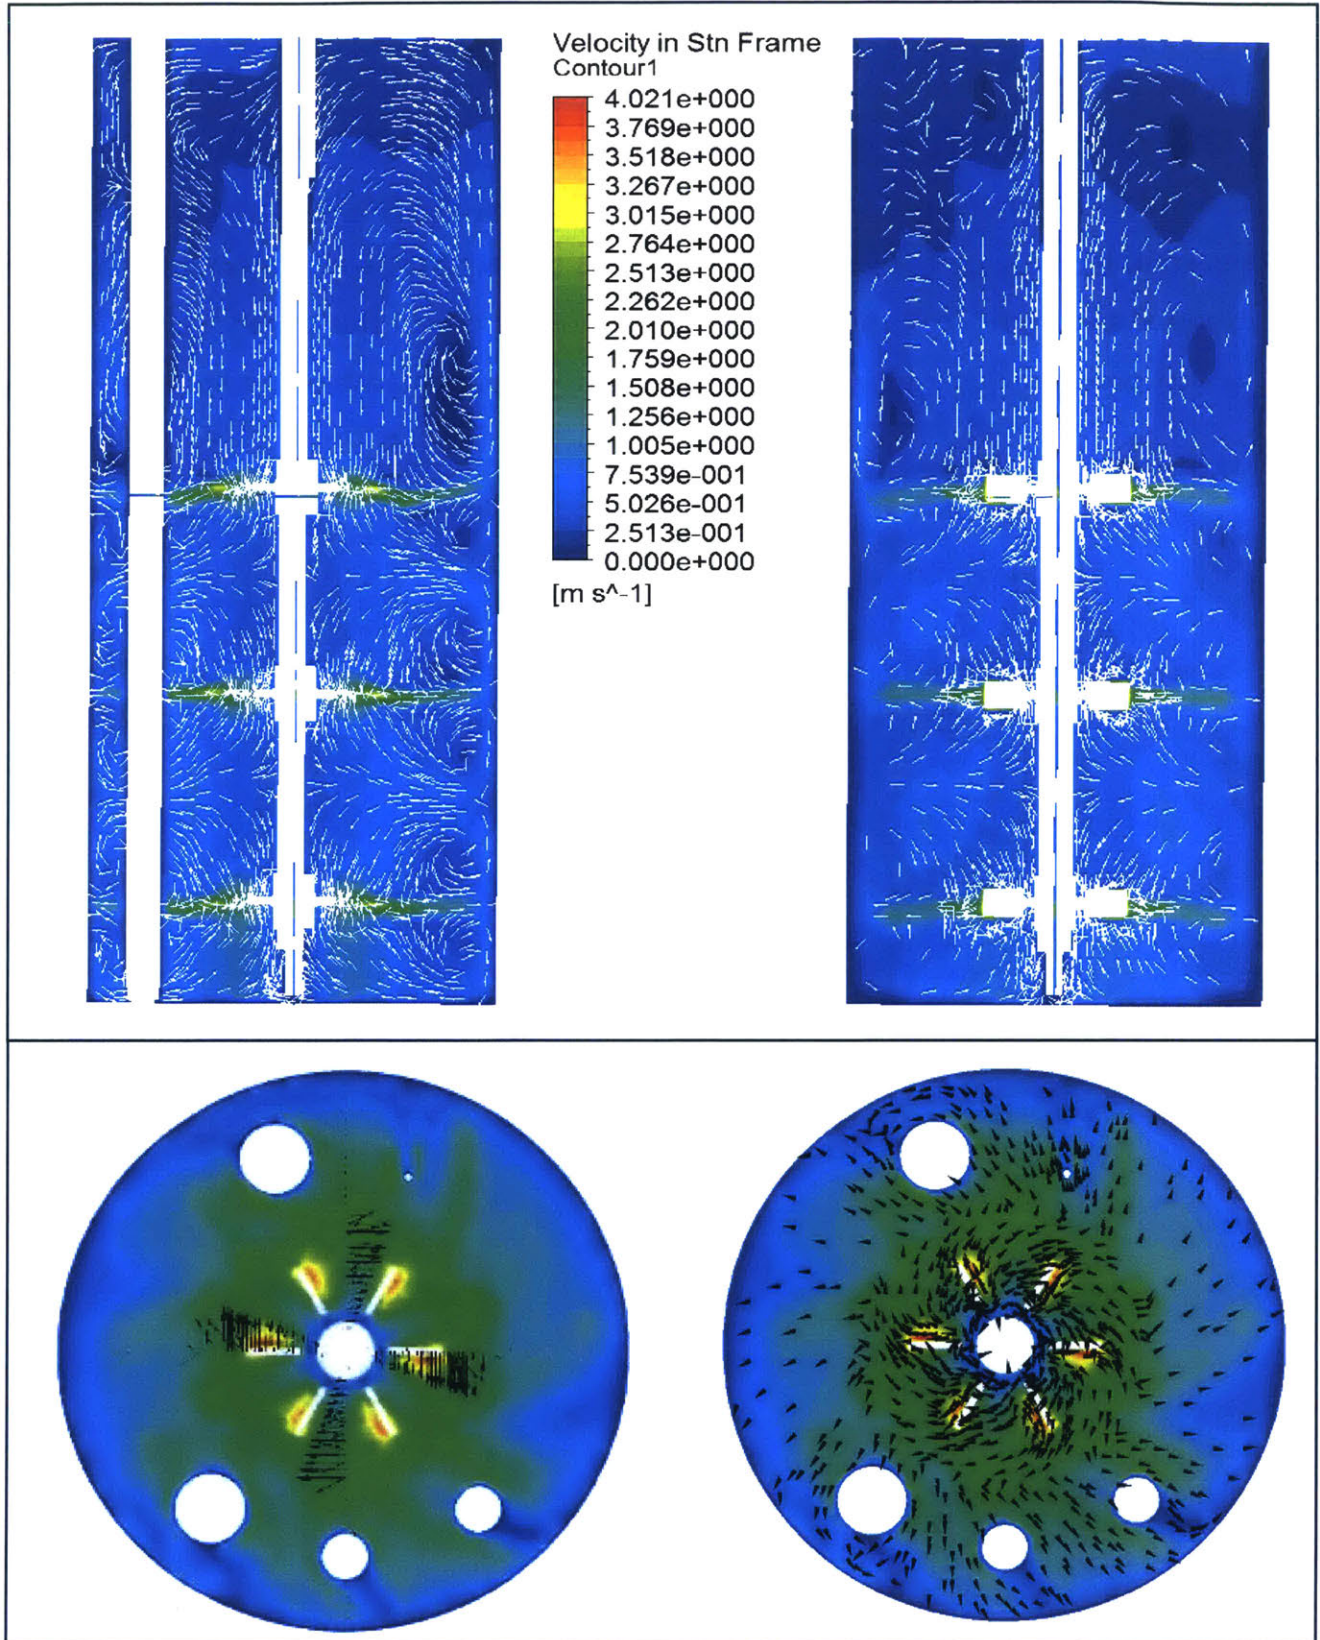 Velocity in Stn Frame
Contour1
4.021e+000
3.769e+000
3.518e+000
3.267e+000
3.015e+000
2.764e+000
2.513e+000
2.262e+000
2.010e+000
1.759e+000
1.508e+000
1.256e+000
1.005e+000
7.539e-001
5.026e-001
2.513e-001
0.000e+000
[m s^-1]